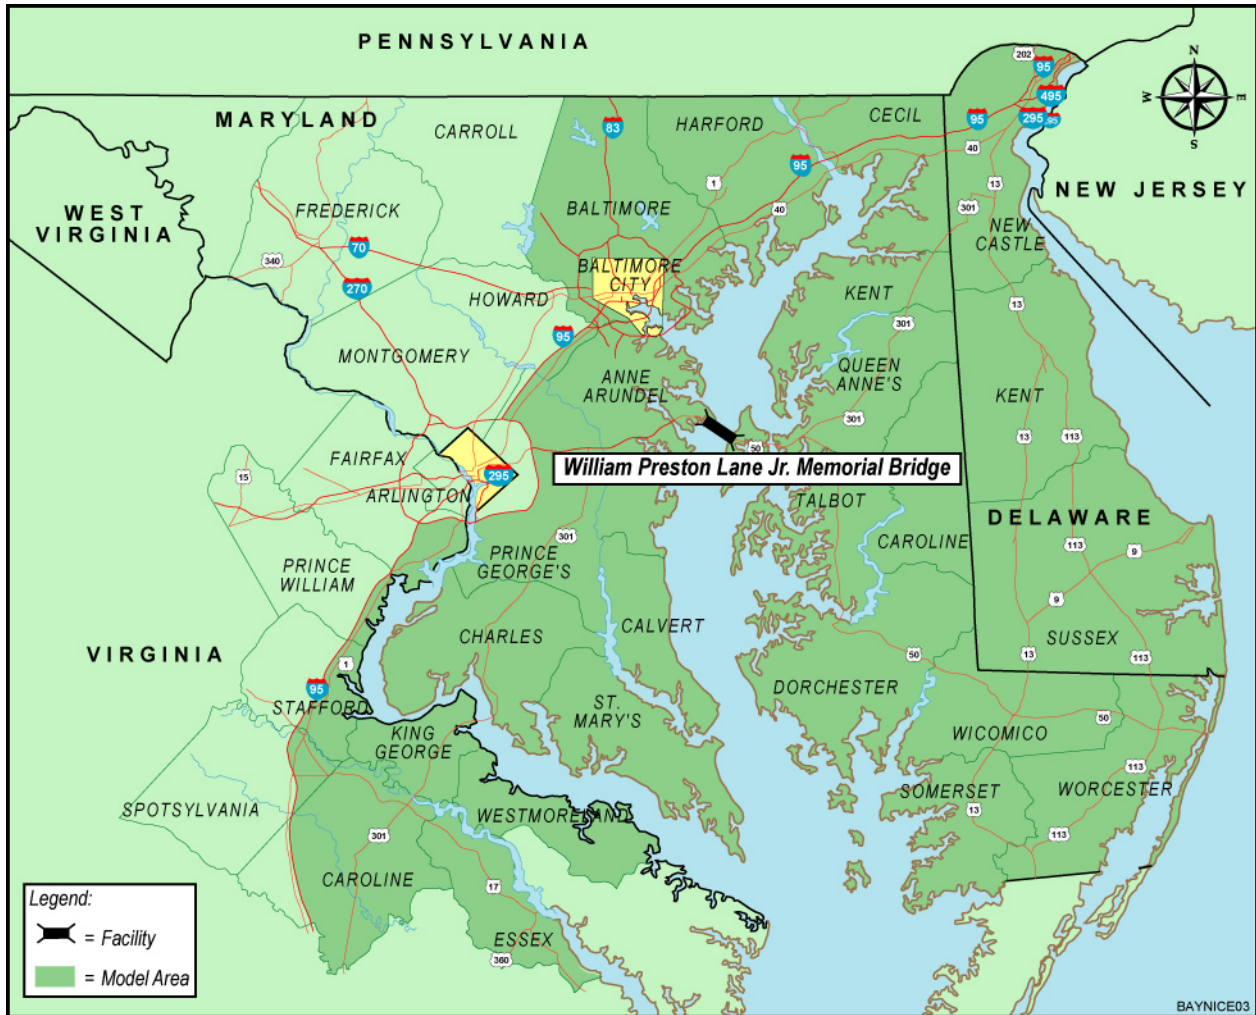 PENNSYLVANIA
202
95
N
495
W
E
MARYLAND
CARROLL
83
HARFORD
CECIL
95
295
95
S
40
95
1
13
NEW JERSEY
WEST
VIRGINIA
FREDERICK
BALTIMORE
40
301
NEW
CASTLE
70
340
270
BALTIMORE
CITY
HOWARD
KENT
13
95
301
MONTGOMERY
ANNE
ARUNDEL
QUEEN
ANNE'S
KENT
301
13
113
50
FAIRFAX
William Preston Lane Jr. Memorial Bridge
15
295
ARLINGTON
TALBOT
DELAWARE
301
CAROLINE
113
9
PRINCE
GEORGE'S
PRINCE
WILLIAM
9
CHARLES
CALVERT
SUSSEX
VIRGINIA
50
13
113
1
95
DORCHESTER
STAFFORD
ST.
MARY'S
50
KING
GEORGE
WICOMICO
113
SOMERSET
WORCESTER
SPOTSYLVANIA
WESTMORELAND
13
301
113
CAROLINE
17
Legend:
= Facility
ESSEX
360
= Model Area
BAYNICE03